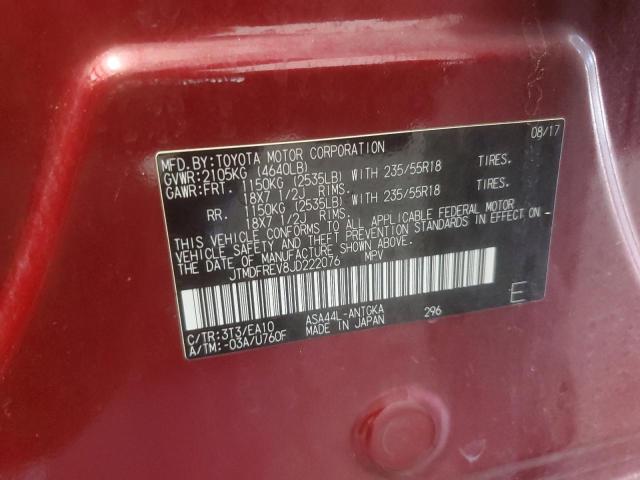 MFD.BY:TOYOTA MOTOR CORPORATION 08/17
GVWR:2105KG (4640LB)
GAWR:FRT. 1150KG (2535LB) WITH 235/55R18 TIRES.
18X7 1/2J RIMS.
RR. 1150KG (2535LB) WITH 235/55R18 TIRES.
18X7 1/2J RIMS.
THIS VEHICLE CONFORMS TO ALL APPLICABLE FEDERAL MOTOR
VEHICLE SAFETY AND THEFT PREVENTION STANDARDS IN EFFECT ON
THE DATE OF MANUFACTURE SHOWN ABOVE.
JTMDFREV8JD222076 MPV
E
C/TR:3T3/EA10 ASA44L-ANTGKA 296
A/TM:-03A/U760F MADE IN JAPAN